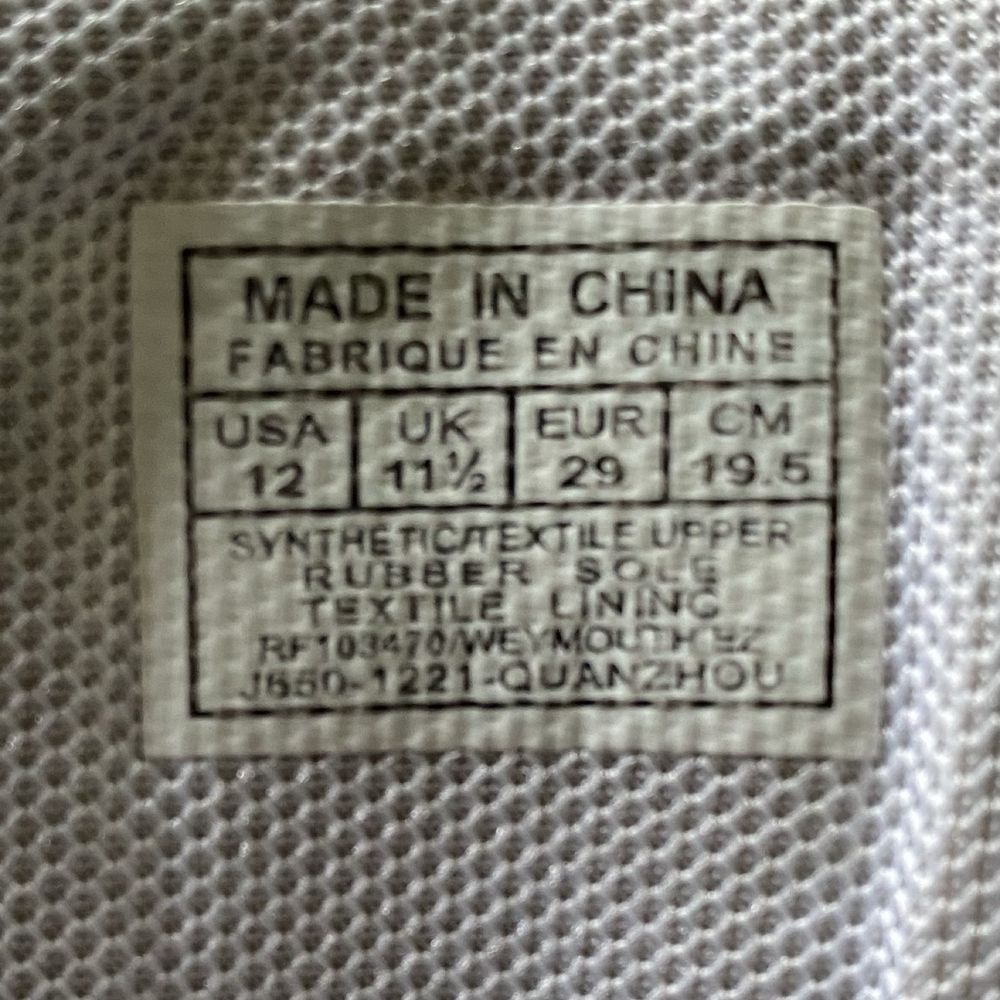 MADE IN CHINA
FABRIQUE EN CHINE
USA UK EUR CM
12 11½ 29 19.5
SYNTHETIC/TEXTILE UPPER
RUBBER SOLE
TEXTILE LINING
RF103470/WEYMOUTH EZ
J650-1221-QUANZHOU